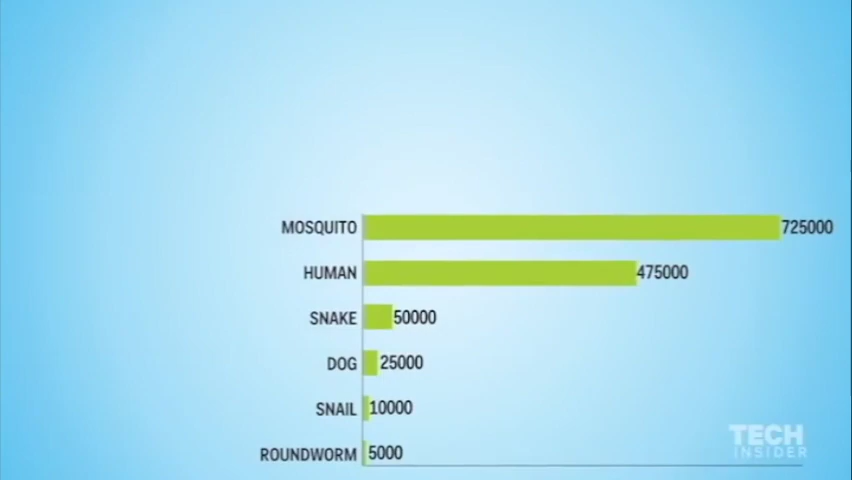 MOSQUITO 725000
HUMAN 475000
SNAKE 50000
DOG 25000
SNAIL 10000
ROUNDWORM 5000
TECH
INSIDER